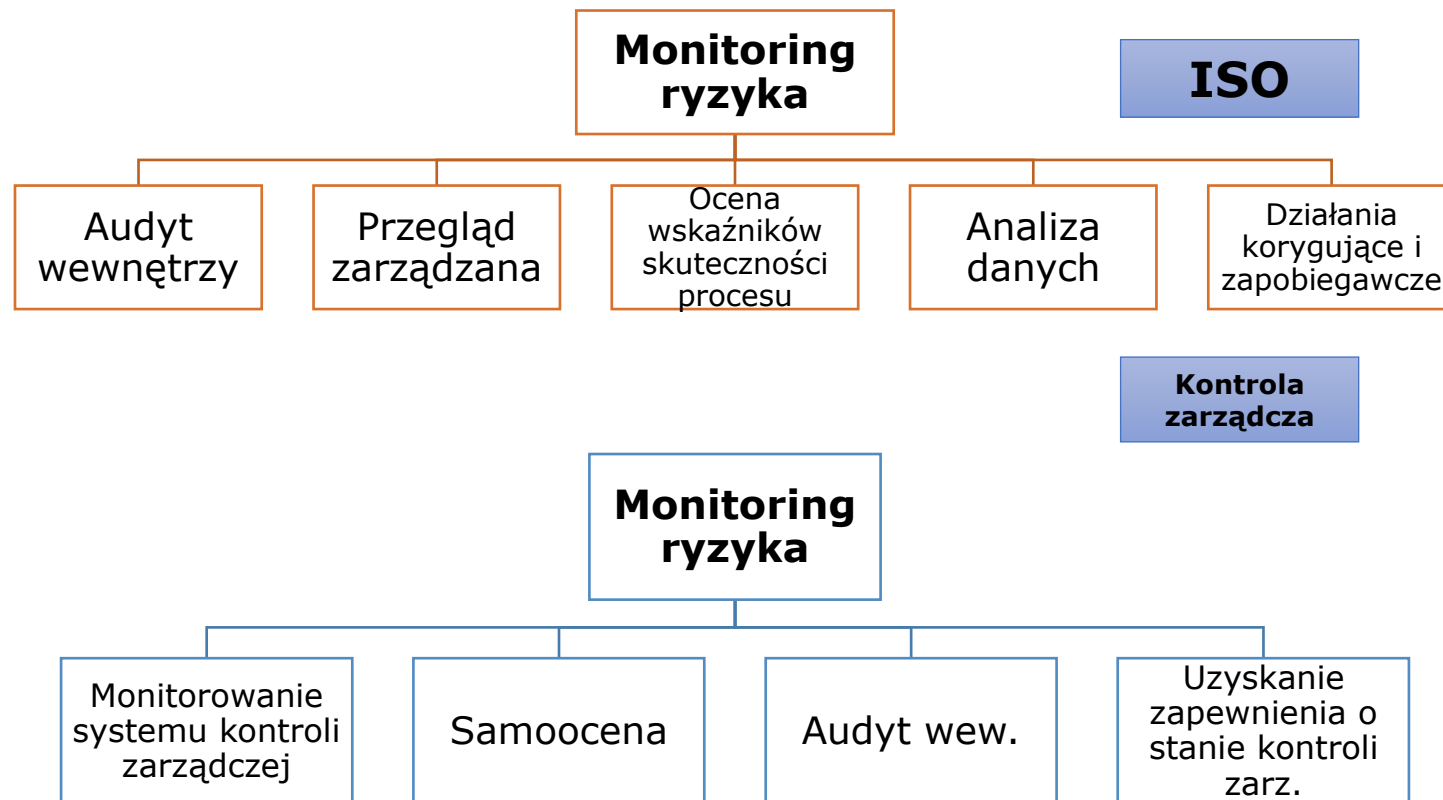 Monitoring
ryzyka
ISO
Audyt
wewnętrzy
Przegląd
zarządzana
Ocena
wskaźników
skuteczności
procesu
Analiza
danych
Działania
korygujące i
zapobiegawcze
Kontrola
zarządcza
Monitoring
ryzyka
Monitorowanie
systemu kontroli
zarządczej
Samoocena
Audyt wew.
Uzyskanie
zapewnienia o
stanie kontroli
zarz.